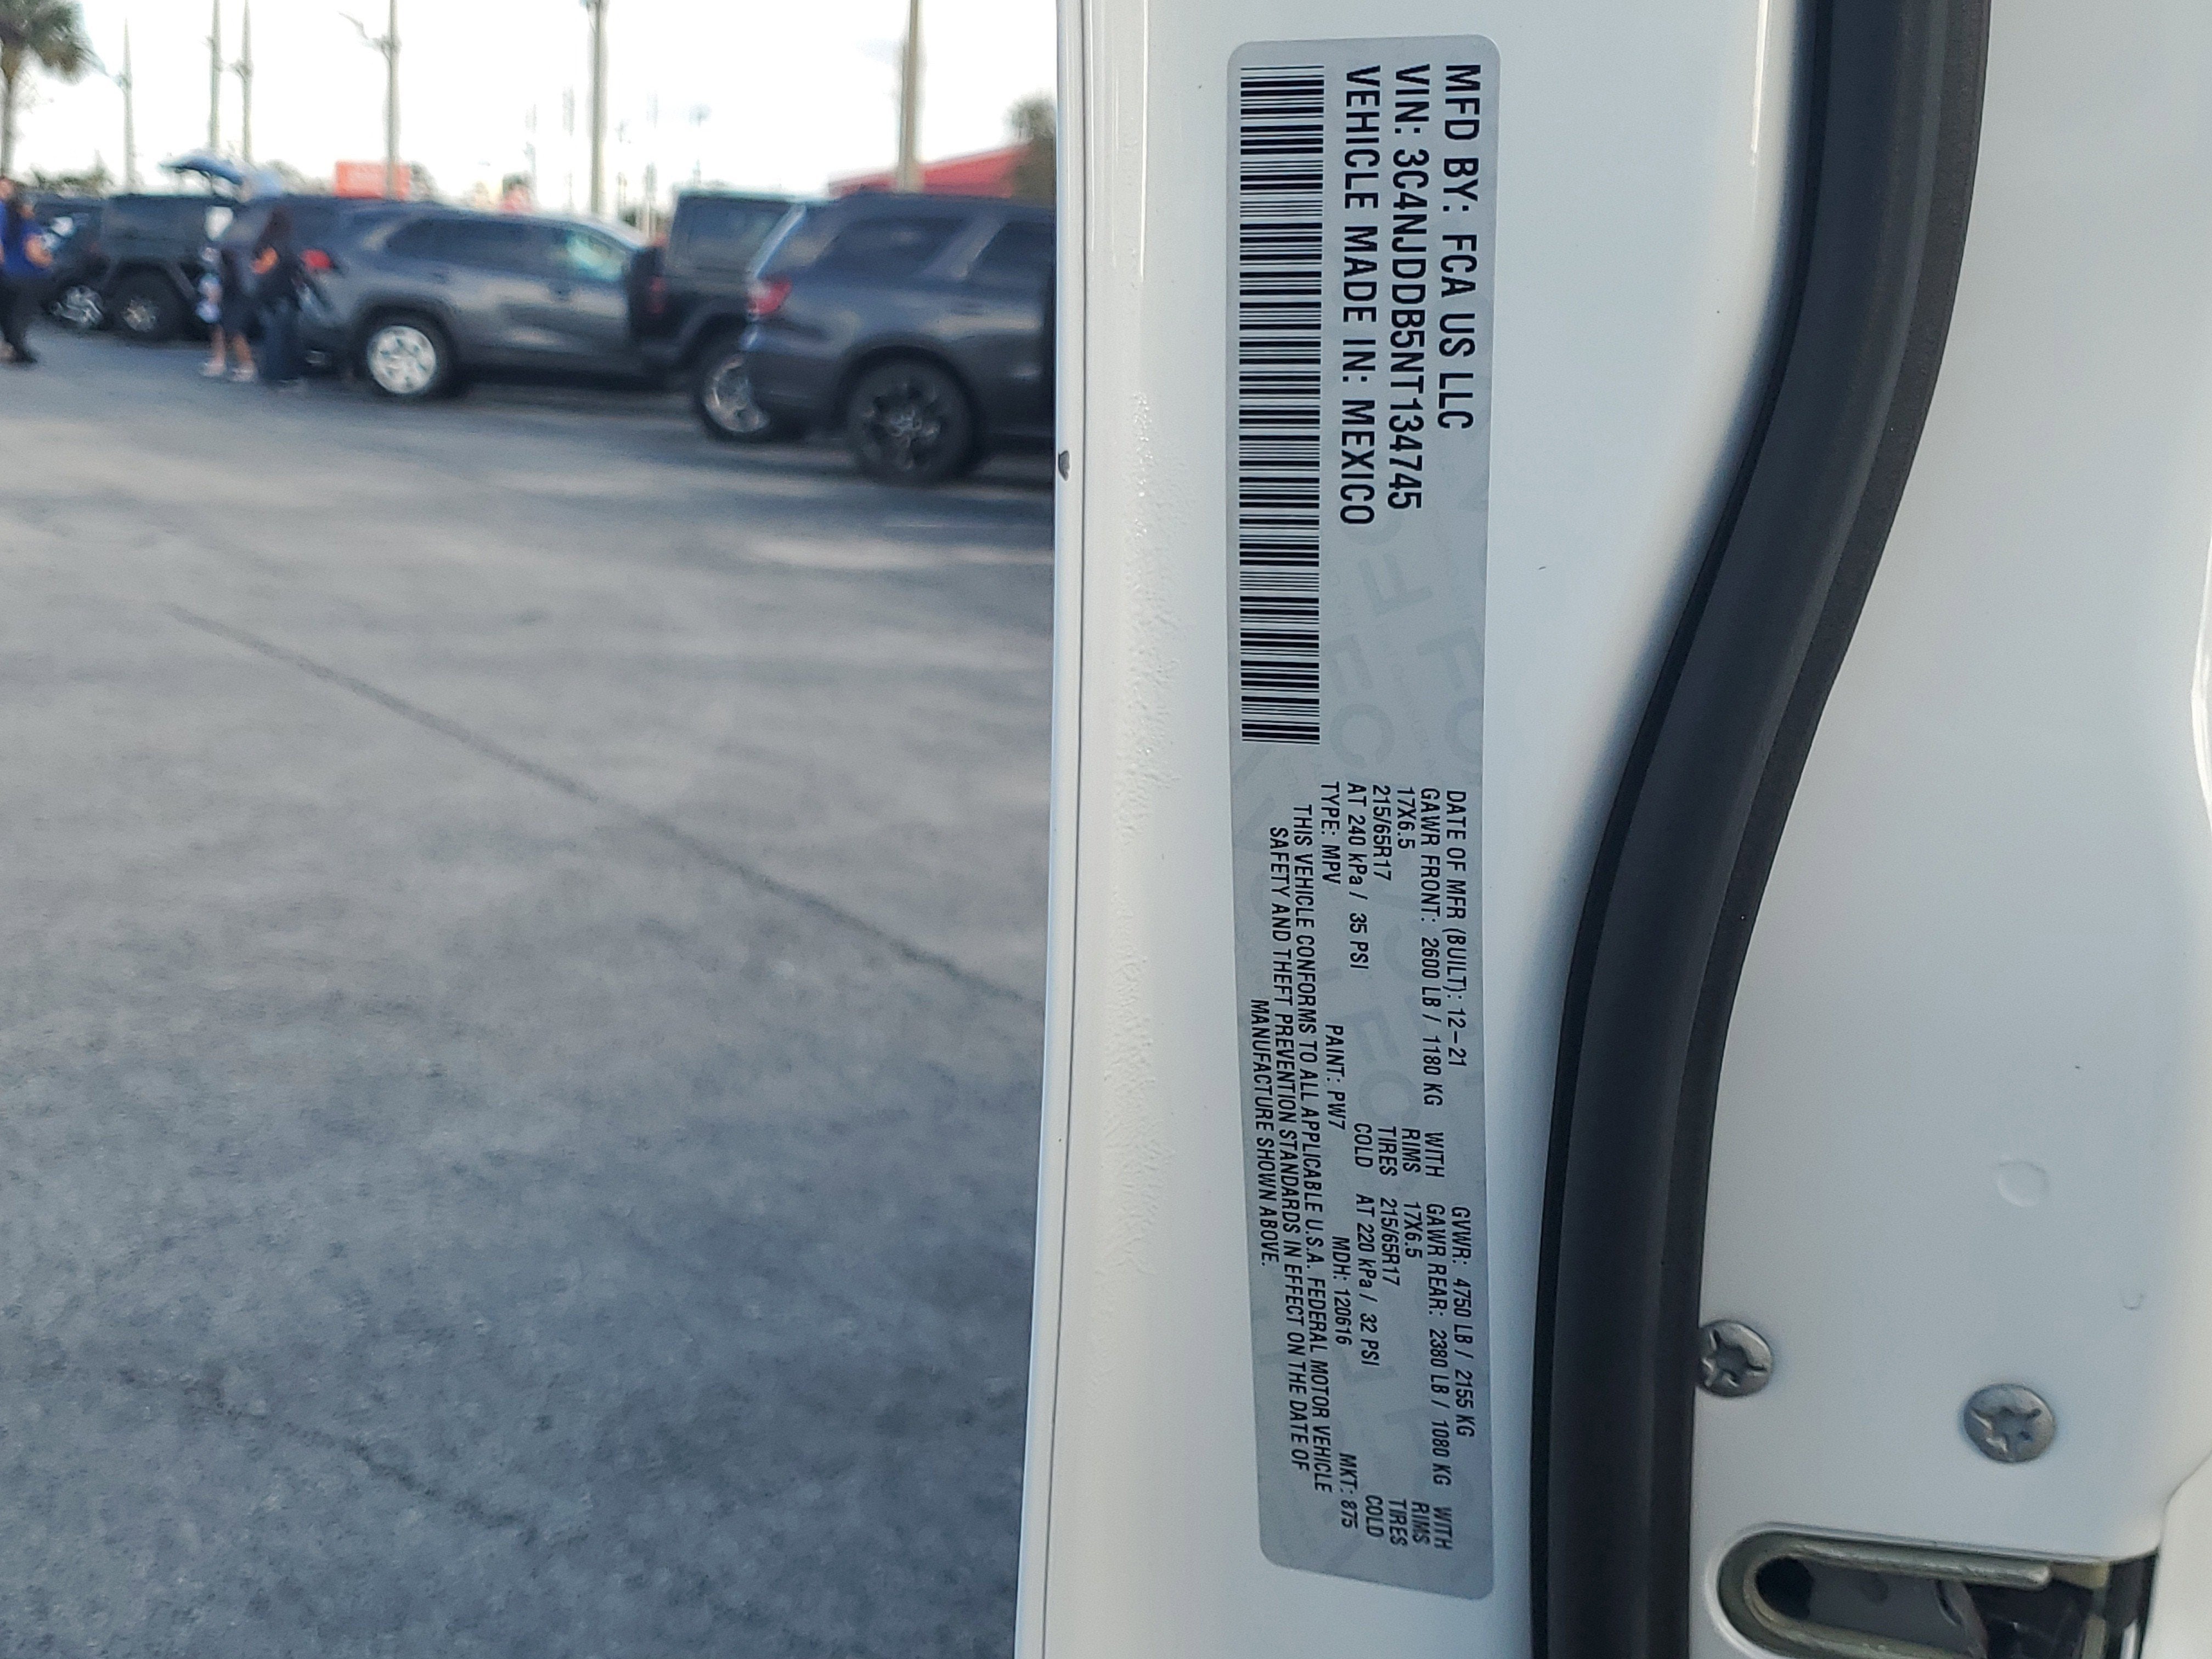 MFD BY: FCA US LLC
VIN: 3C4NJDDB5NT134745
VEHICLE MADE IN: MEXICO
DATE OF MFR (BUILT): 12-21 GVWR: 4750 LB / 2155 KG
GAWR FRONT: 2600 LB / 1180 KG WITH GAWR REAR: 2380 LB / 1080 KG WITH
17X6.5 RIMS 17X6.5 RIMS
215/65R17 TIRES 215/65R17 TIRES
AT 240 kPa / 35 PSI COLD AT 220 kPa / 32 PSI COLD
TYPE: MPV PAINT: PW7 MDH: 120616 MKT: 875
THIS VEHICLE CONFORMS TO ALL APPLICABLE U.S.A. FEDERAL MOTOR VEHICLE
SAFETY AND THEFT PREVENTION STANDARDS IN EFFECT ON THE DATE OF
MANUFACTURE SHOWN ABOVE.